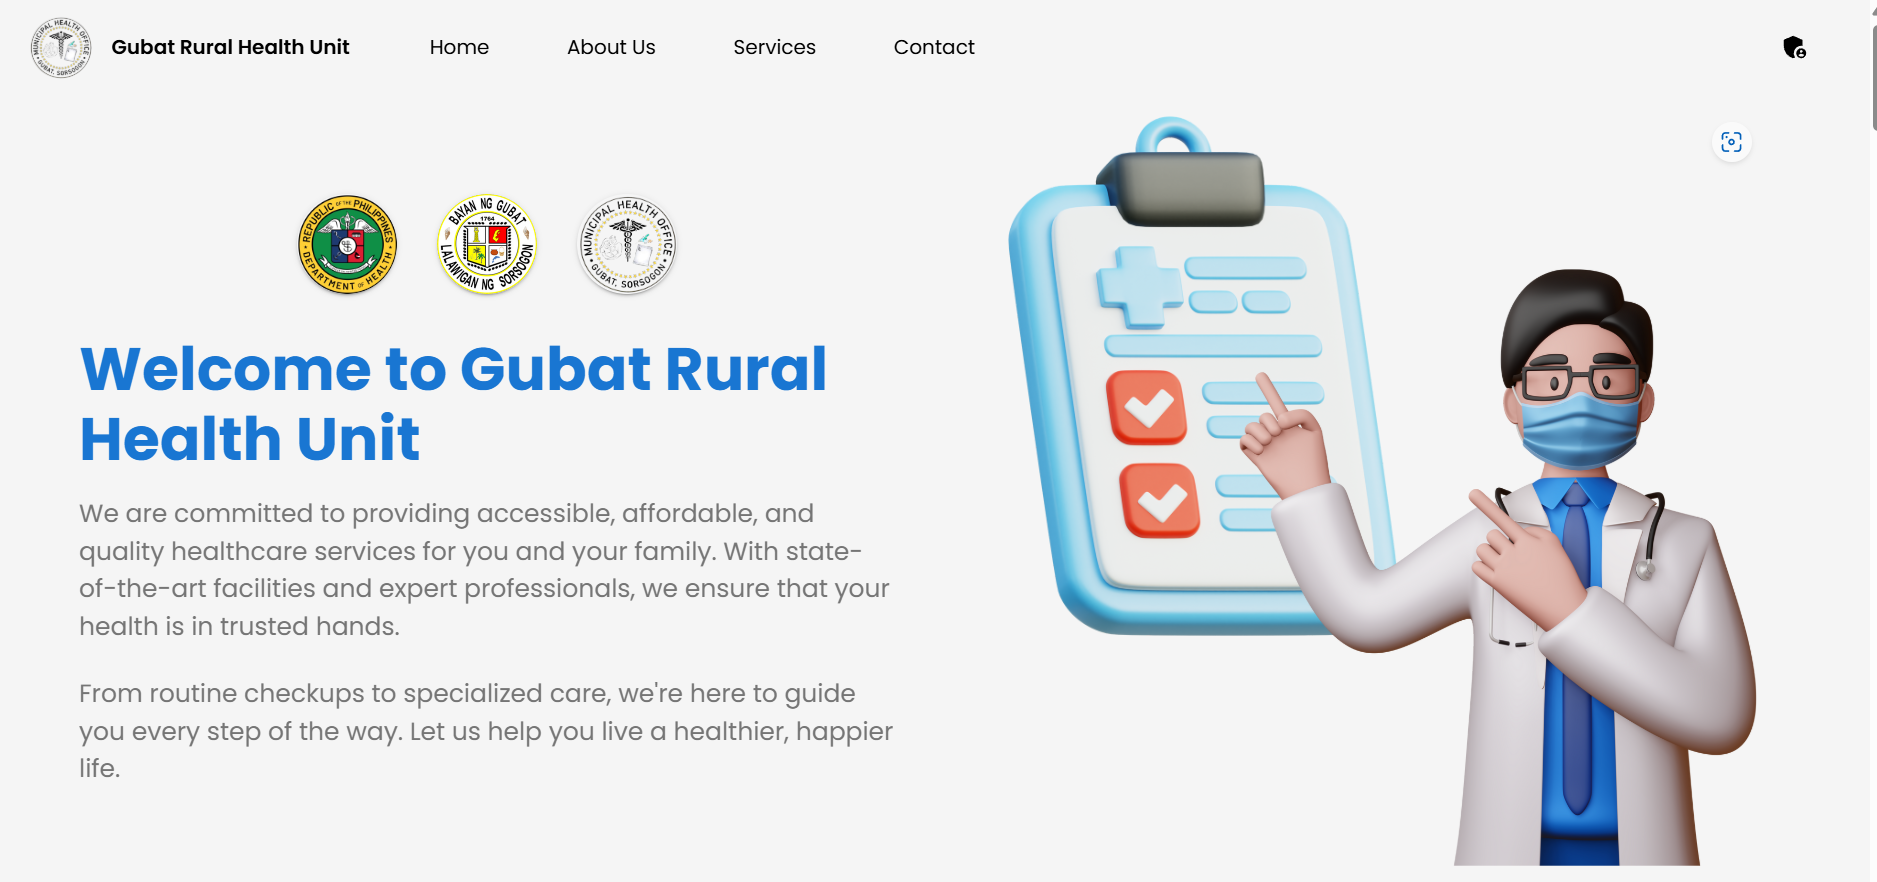 MUNICIPAL HEALTH OFFICE
GUBAT, SORSOGON
Gubat Rural Health Unit
Home
About Us
Services
Contact
REPUBLIC OF THE PHILIPPINES
DEPARTMENT OF HEALTH
BAYAN NG GUBAT
1764
LALAWIGAN NG SORSOGON
MUNICIPAL HEALTH OFFICE
GUBAT, SORSOGON
Welcome to Gubat Rural
Health Unit
We are committed to providing accessible, affordable, and
quality healthcare services for you and your family. With state-
of-the-art facilities and expert professionals, we ensure that your
health is in trusted hands.
From routine checkups to specialized care, we're here to guide
you every step of the way. Let us help you live a healthier, happier
life.